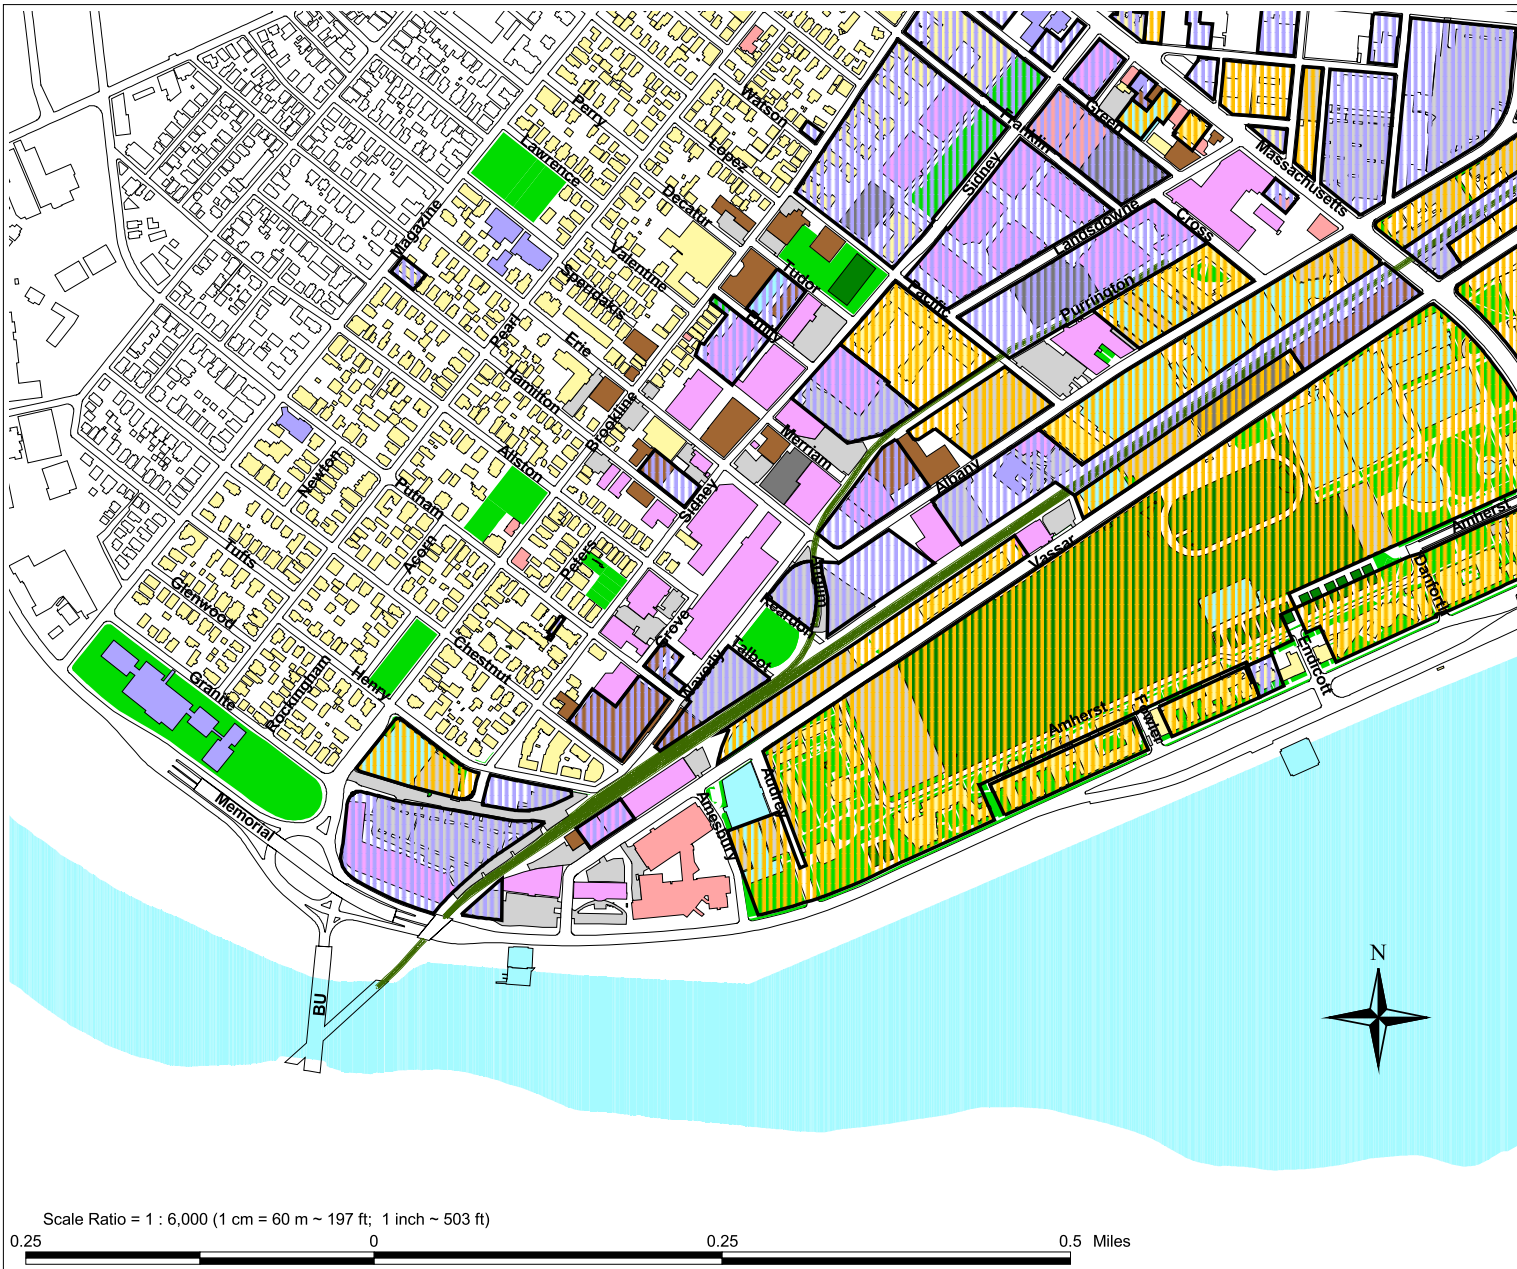 Perry
Watson
Lawrence
Lopez
Green
Franklin
Massachusetts
Sidney
Decatur
Magazine
Landsdowne
Cross
Valentine
Tudor
Speridakis
Pacific
Purrington
Emily
Pearl
Erie
Hamilton
Brookline
Merriam
Allston
Newton
Putnam
Sidney
Albany
Amherst
Tufts
Acorn
Peters
Vassar
Glenwood
Danforth
Reardon
Grove
Talbot
Chestnut
Endicott
Granite
Rockingham
Henry
Waverly
Amherst
Fowler
Audrey
Amesbury
Memorial
BU
N
Scale Ratio = 1 : 6,000 (1 cm = 60 m ~ 197 ft; 1 inch ~ 503 ft)
0.25 0 0.25 0.5 Miles